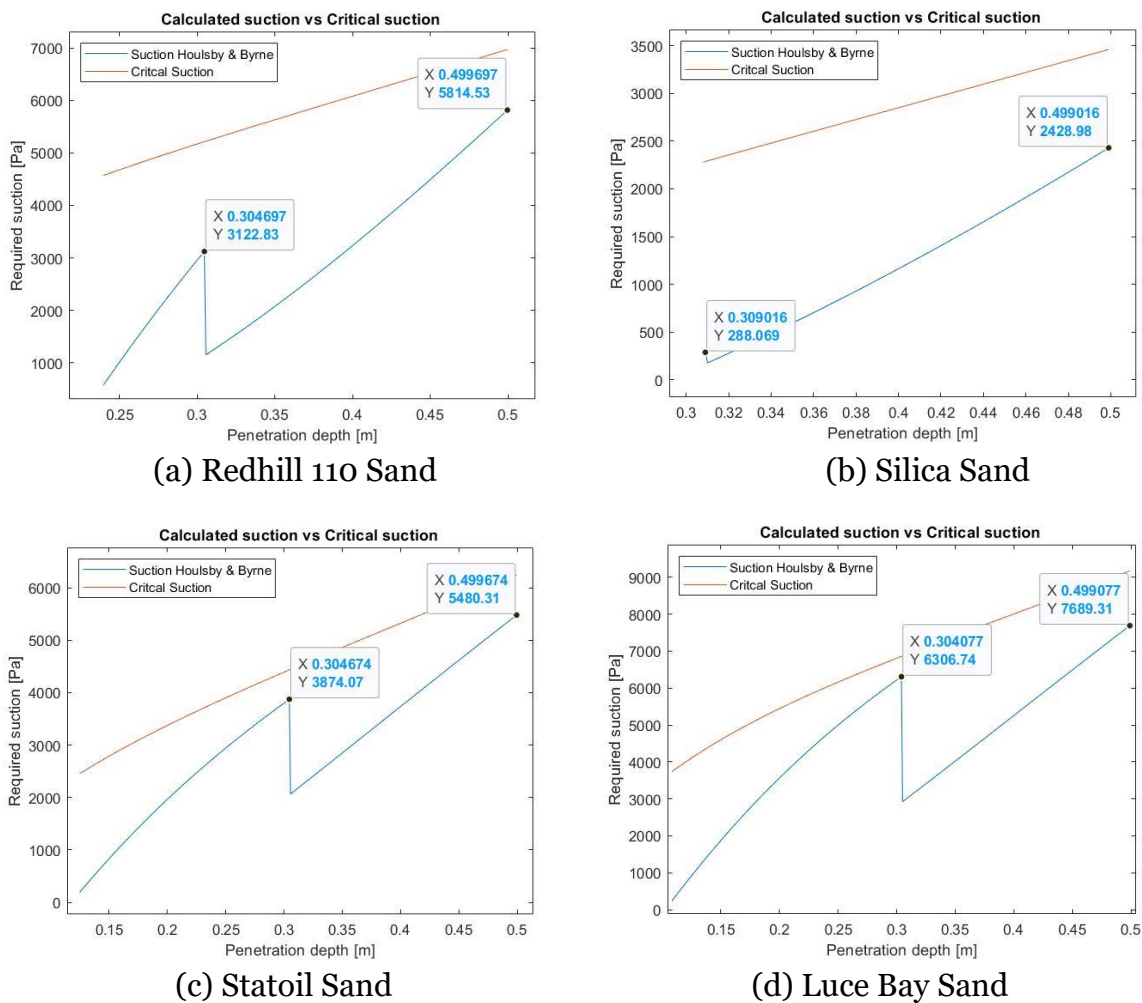 Calculated suction vs Critical suction
7000
6000
5000
4000
3000
2000
1000
Required suction [Pa]
Suction Houlsby & Byrne
Critcal Suction
X 0.499697
Y 5814.53
X 0.304697
Y 3122.83
0.25 0.3 0.35 0.4 0.45 0.5
Penetration depth [m]
(a) Redhill 110 Sand
Calculated suction vs Critical suction
3500
3000
2500
2000
1500
1000
500
0
Required suction [Pa]
Suction Houlsby & Byrne
Critcal Suction
X 0.499016
Y 2428.98
X 0.309016
Y 288.069
0.3 0.32 0.34 0.36 0.38 0.4 0.42 0.44 0.46 0.48 0.5
Penetration depth [m]
(b) Silica Sand
Calculated suction vs Critical suction
6000
5000
4000
3000
2000
1000
0
Required suction [Pa]
Suction Houlsby & Byrne
Critcal Suction
X 0.499674
Y 5480.31
X 0.304674
Y 3874.07
0.15 0.2 0.25 0.3 0.35 0.4 0.45 0.5
Penetration depth [m]
(c) Statoil Sand
Calculated suction vs Critical suction
9000
8000
7000
6000
5000
4000
3000
2000
1000
0
Required suction [Pa]
Suction Houlsby & Byrne
Critcal Suction
X 0.499077
Y 7689.31
X 0.304077
Y 6306.74
0.15 0.2 0.25 0.3 0.35 0.4 0.45 0.5
Penetration depth [m]
(d) Luce Bay Sand